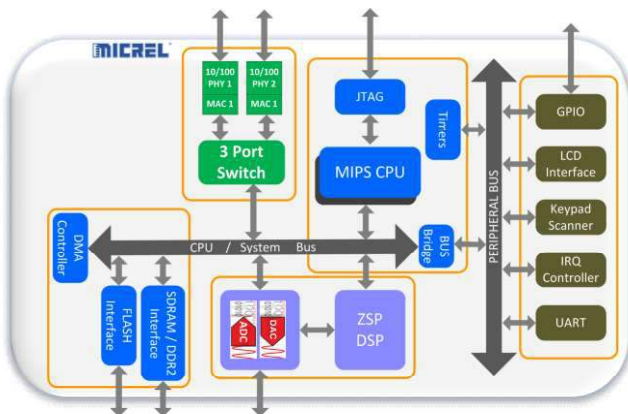 MICREL
10/100
PHY 1
MAC 1
10/100
PHY 2
MAC 1
3 Port
Switch
JTAG
Timers
MIPS CPU
BUS
Bridge
PERIPHERAL BUS
GPIO
LCD
Interface
Keypad
Scanner
IRQ
Controller
UART
DMA
Controller
CPU / System Bus
FLASH
Interface
SDRAM / DDR2
Interface
ADC
DAC
ZSP
DSP